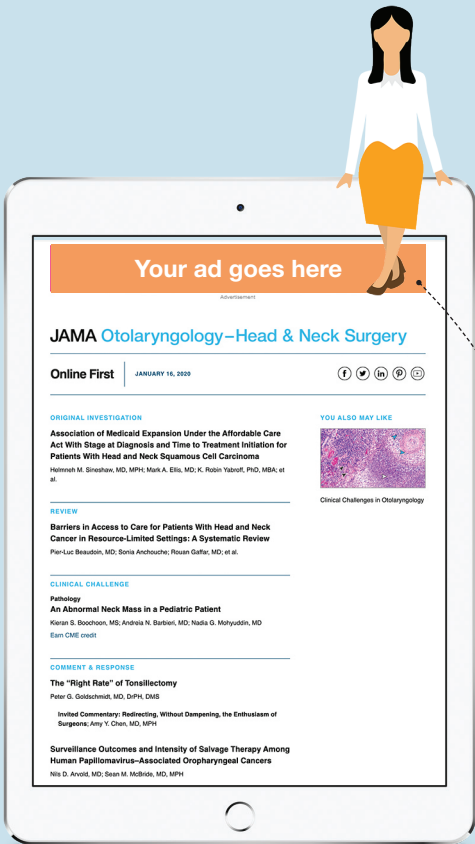 Your ad goes here
Advertisement
JAMA Otolaryngology–Head & Neck Surgery
Online First
JANUARY 16, 2020
ORIGINAL INVESTIGATION
Association of Medicaid Expansion Under the Affordable Care
Act With Stage at Diagnosis and Time to Treatment Initiation for
Patients With Head and Neck Squamous Cell Carcinoma
Helmneh M. Sineshaw, MD, MPH; Mark A. Ellis, MD; K. Robin Yabroff, PhD, MBA; et
al.
REVIEW
Barriers in Access to Care for Patients With Head and Neck
Cancer in Resource-Limited Settings: A Systematic Review
Pier-Luc Beaudoin, MD; Sonia Anchouche; Rouan Gaffar, MD; et al.
CLINICAL CHALLENGE
Pathology
An Abnormal Neck Mass in a Pediatric Patient
Kieran S. Boochoon, MS; Andreia N. Barbieri, MD; Nadia G. Mohyuddin, MD
Earn CME credit
COMMENT & RESPONSE
The “Right Rate” of Tonsillectomy
Peter G. Goldschmidt, MD, DrPH, DMS
Invited Commentary: Redirecting, Without Dampening, the Enthusiasm of
Surgeons; Amy Y. Chen, MD, MPH
Surveillance Outcomes and Intensity of Salvage Therapy Among
Human Papillomavirus–Associated Oropharyngeal Cancers
Nils D. Arvold, MD; Sean M. McBride, MD, MPH
YOU ALSO MAY LIKE
Clinical Challenges in Otolaryngology